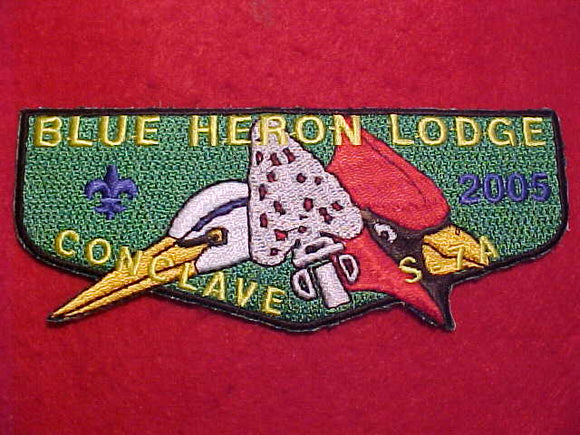 BLUE HERON LODGE
2005
CONCLAVE S 7A